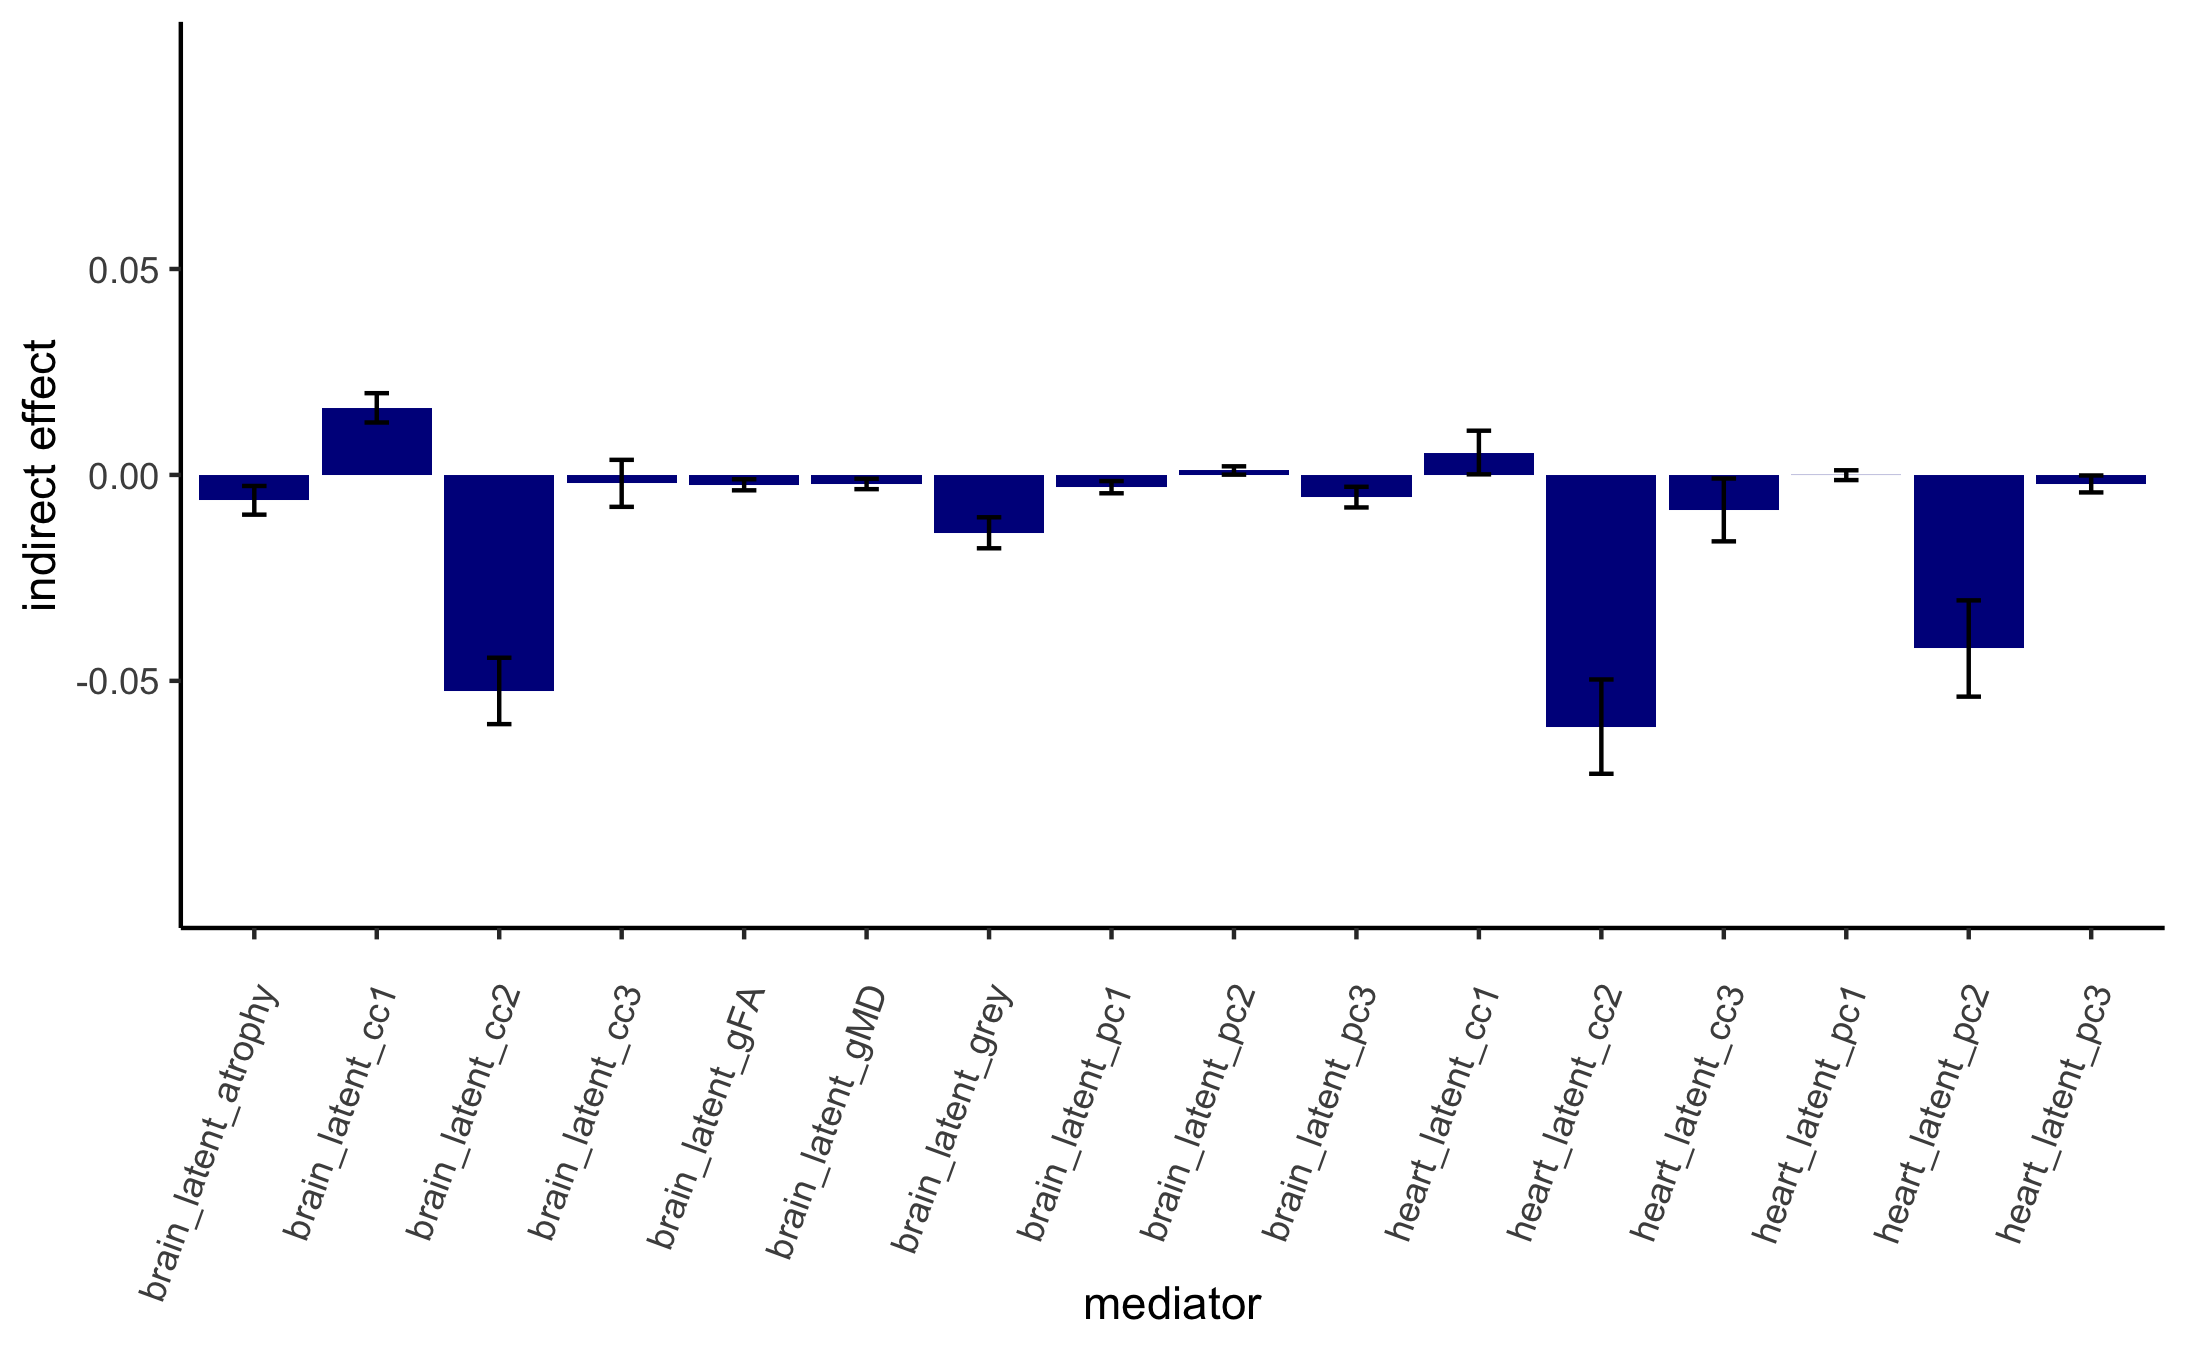 indirect effect
0.05
0.00
-0.05
brain_latent_atrophy
brain_latent_cc1
brain_latent_cc2
brain_latent_cc3
brain_latent_gFA
brain_latent_gMD
brain_latent_grey
brain_latent_pc1
brain_latent_pc2
brain_latent_pc3
heart_latent_cc1
heart_latent_cc2
heart_latent_cc3
heart_latent_pc1
heart_latent_pc2
heart_latent_pc3
mediator